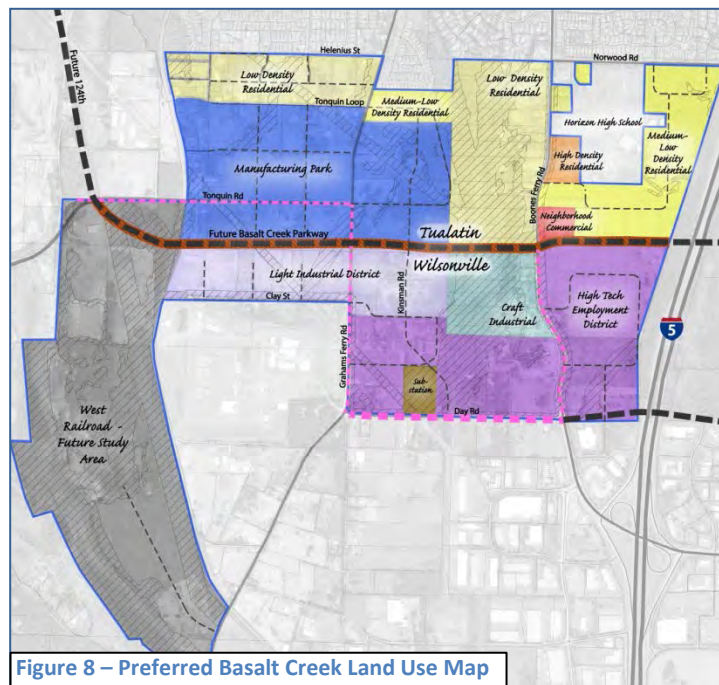 Future 124th
Helenius St
Norwood Rd
Low Density
Residential
Low Density
Residential
Tonquin Loop
Medium-Low
Density Residential
Horizon High School
Medium-
Low
Density
Residential
High Density
Residential
Manufacturing Park
Boones Ferry Rd
Tonquin Rd
Neighborhood
Commercial
Future Basalt Creek Parkway
Tualatin
Wilsonville
Light Industrial District
Kinsman Rd
Clay St
Craft
Industrial
High Tech
Employment
District
5
Grahams Ferry Rd
Sub-
station
Day Rd
West
Railroad -
Future Study
Area
Figure 8 – Preferred Basalt Creek Land Use Map